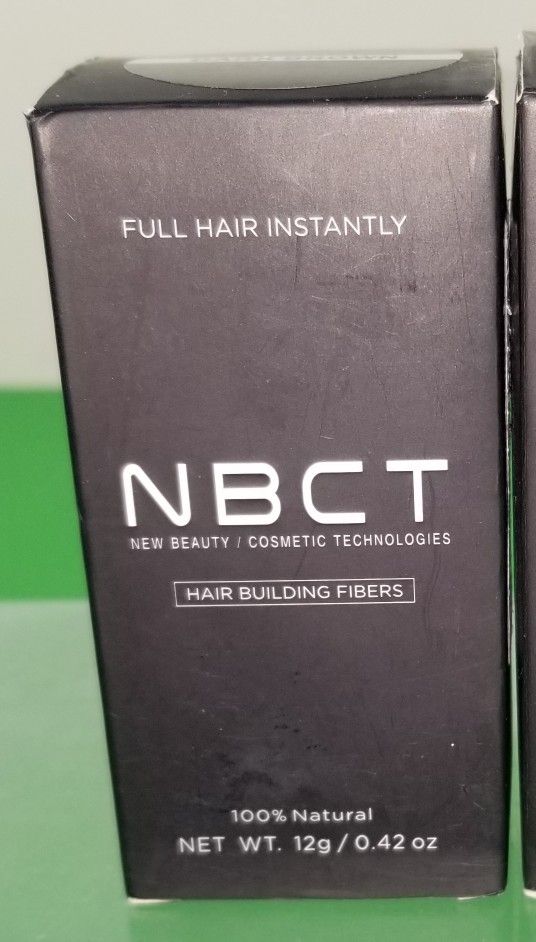 FULL HAIR INSTANTLY
NBCT
NEW BEAUTY / COSMETIC TECHNOLOGIES
HAIR BUILDING FIBERS
100% Natural
NET WT. 12g / 0.42 oz